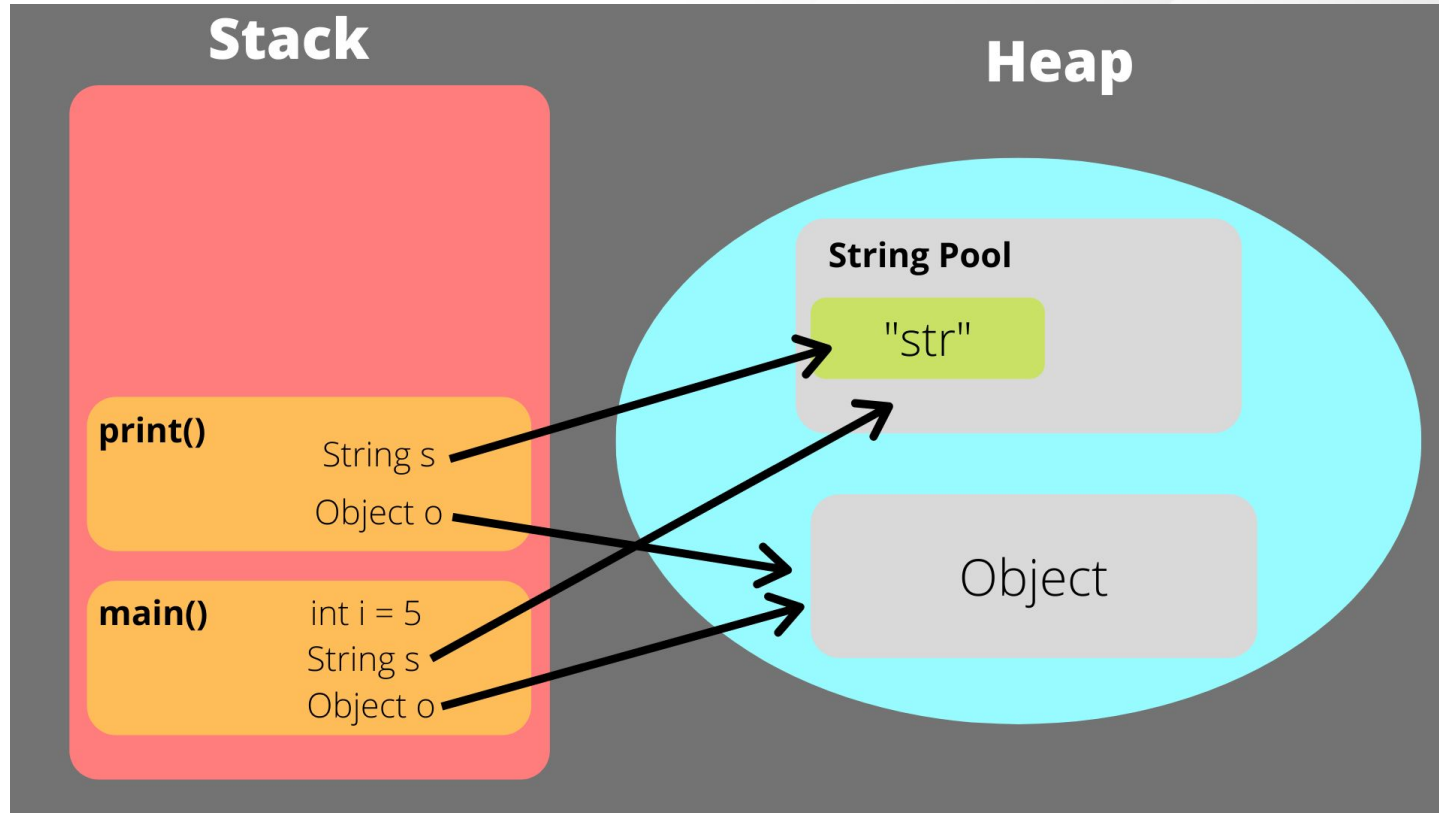 Stack
Heap
String Pool
"str"
print()
String s
Object o
main()
int i = 5
String s
Object o
Object